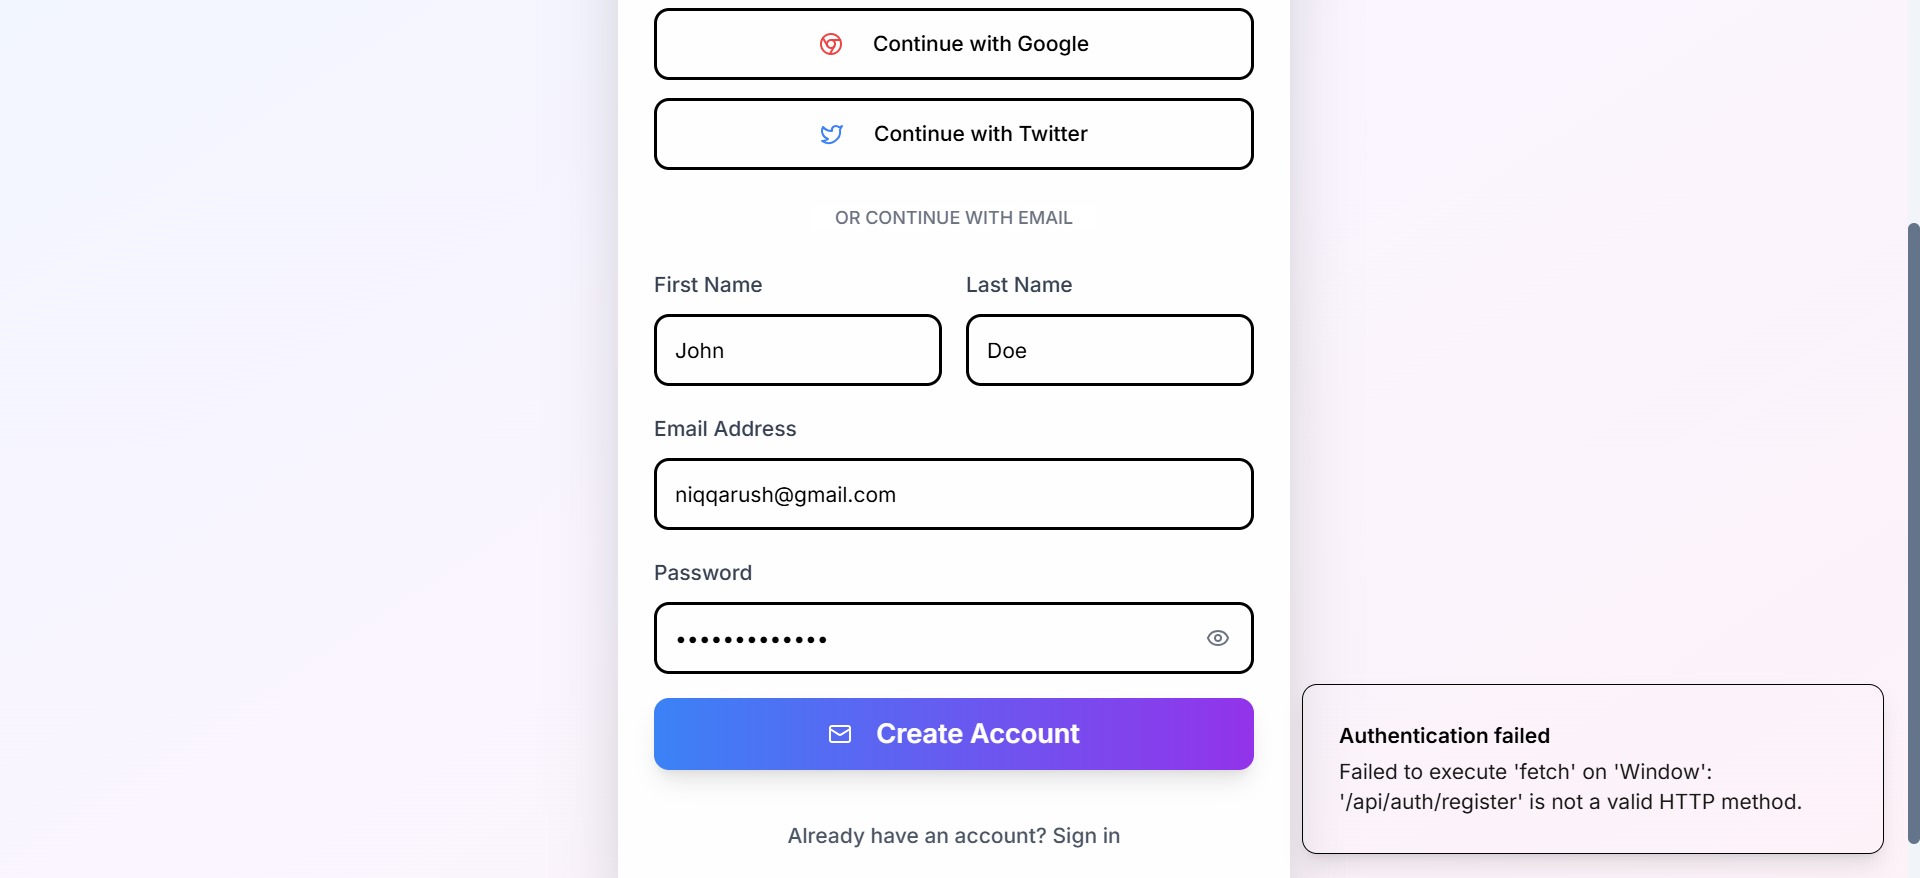 Continue with Google
Continue with Twitter
OR CONTINUE WITH EMAIL
First Name
Last Name
John
Doe
Email Address
niqqarush@gmail.com
Password
•••••••••••••
Create Account
Already have an account? Sign in
Authentication failed
Failed to execute 'fetch' on 'Window':
'/api/auth/register' is not a valid HTTP method.